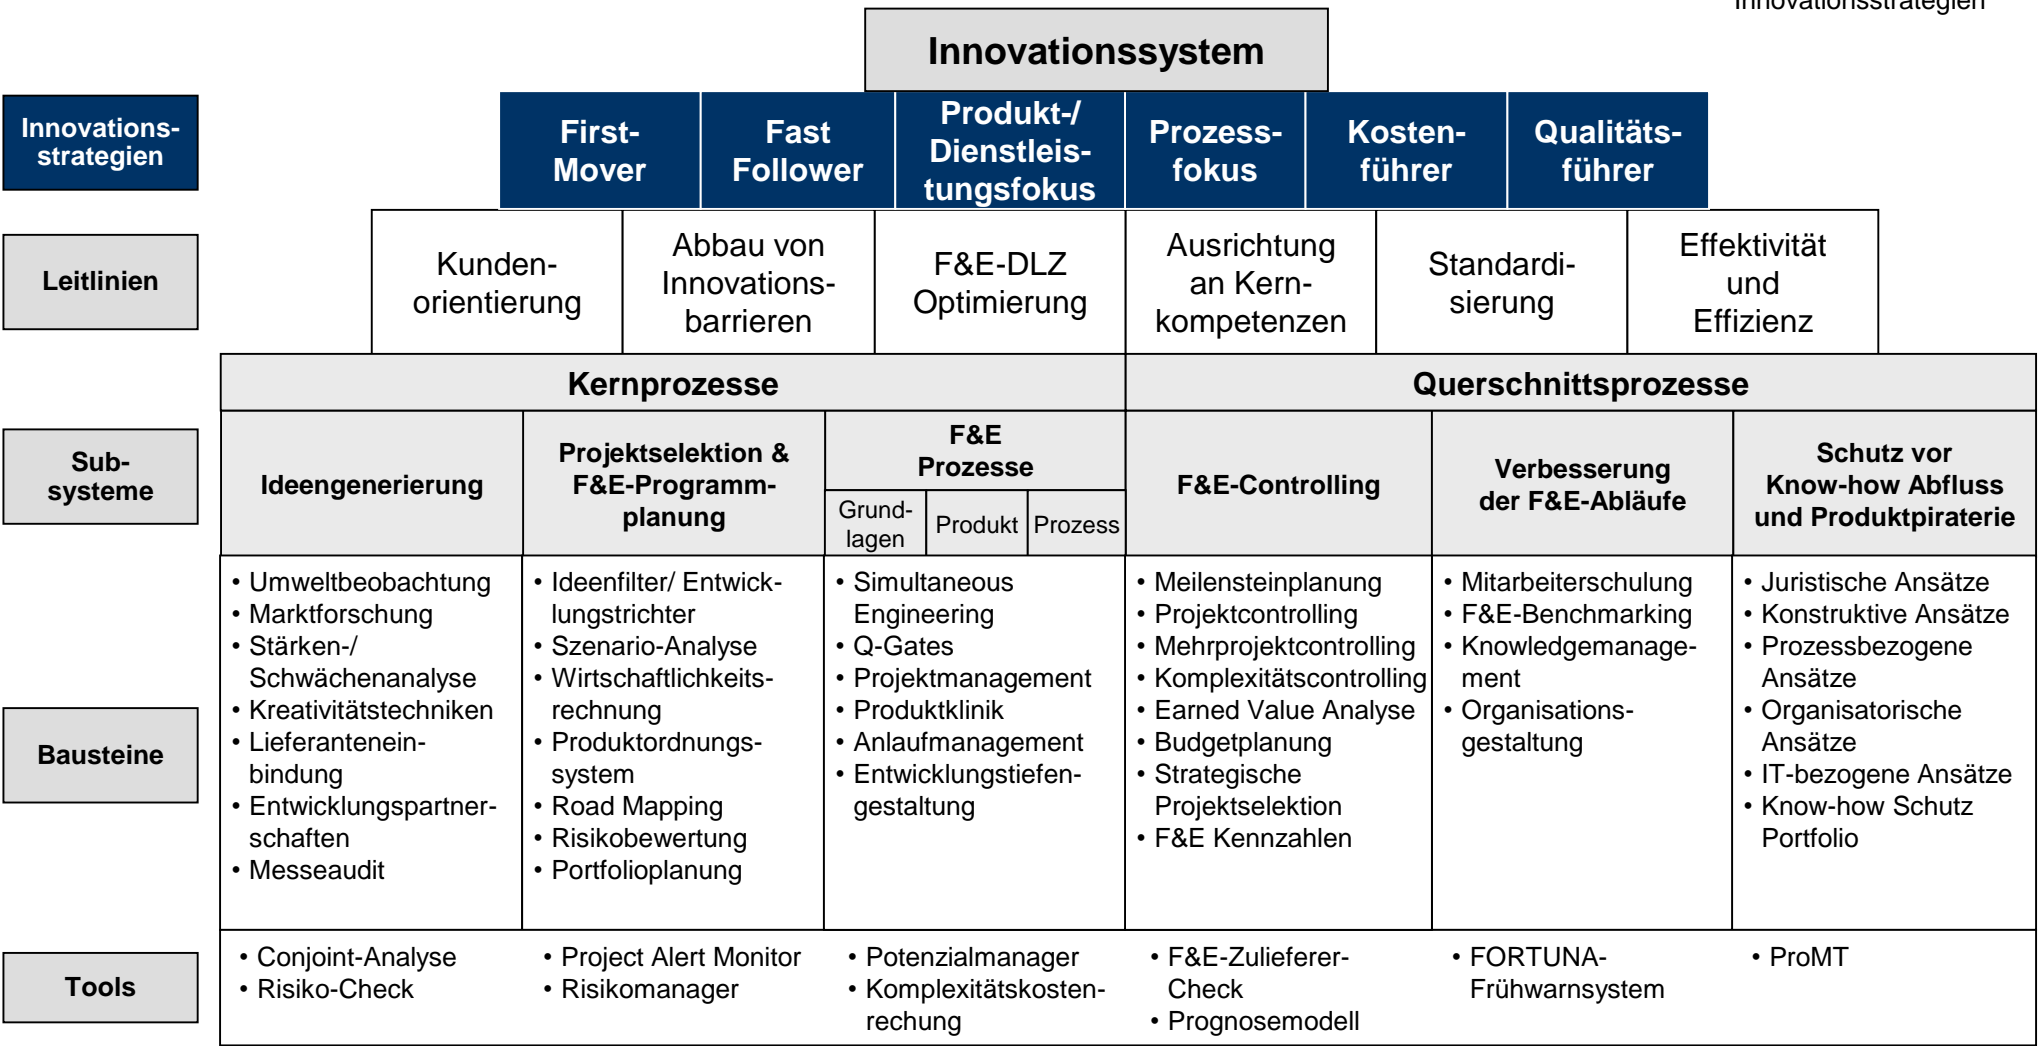 Innovationsstrategien
Innovationssystem
Innovations-
strategien
First-
Mover
Fast
Follower
Produkt-/
Dienstleis-
tungsfokus
Prozess-
fokus
Kosten-
führer
Qualitäts-
führer
Leitlinien
Kunden-
orientierung
Abbau von
Innovations-
barrieren
F&E-DLZ
Optimierung
Ausrichtung
an Kern-
kompetenzen
Standardi-
sierung
Effektivität
und
Effizienz
Kernprozesse
Querschnittsprozesse
Sub-
systeme
Ideengenerierung
Projektselektion &
F&E-Programm-
planung
F&E
Prozesse
Grund-
lagen
Produkt
Prozess
F&E-Controlling
Verbesserung
der F&E-Abläufe
Schutz vor
Know-how Abfluss
und Produktpiraterie
Bausteine
• Umweltbeobachtung
• Marktforschung
• Stärken-/
Schwächenanalyse
• Kreativitätstechniken
• Lieferantenein-
bindung
• Entwicklungspartner-
schaften
• Messeaudit
• Ideenfilter/ Entwick-
lungstrichter
• Szenario-Analyse
• Wirtschaftlichkeits-
rechnung
• Produktordnungs-
system
• Road Mapping
• Risikobewertung
• Portfolioplanung
• Simultaneous
Engineering
• Q-Gates
• Projektmanagement
• Produktklinik
• Anlaufmanagement
• Entwicklungstiefen-
gestaltung
• Meilensteinplanung
• Projektcontrolling
• Mehrprojektcontrolling
• Komplexitätscontrolling
• Earned Value Analyse
• Budgetplanung
• Strategische
Projektselektion
• F&E Kennzahlen
• Mitarbeiterschulung
• F&E-Benchmarking
• Knowledgemanage-
ment
• Organisations-
gestaltung
• Juristische Ansätze
• Konstruktive Ansätze
• Prozessbezogene
Ansätze
• Organisatorische
Ansätze
• IT-bezogene Ansätze
• Know-how Schutz
Portfolio
Tools
• Conjoint-Analyse
• Risiko-Check
• Project Alert Monitor
• Risikomanager
• Potenzialmanager
• Komplexitätskosten-
rechung
• F&E-Zulieferer-
Check
• Prognosemodell
• FORTUNA-
Frühwarnsystem
• ProMT